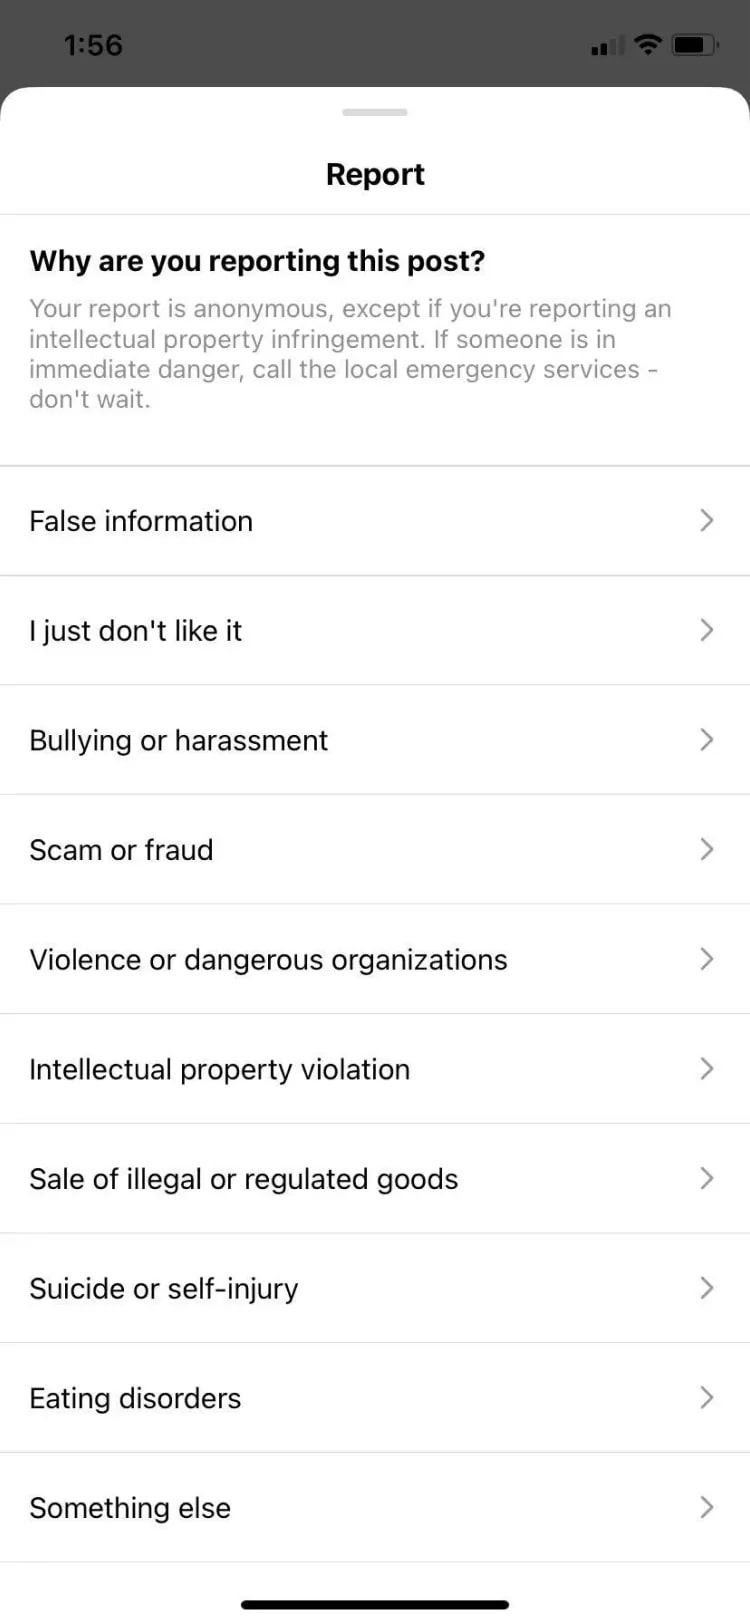 1:56
Report
Why are you reporting this post?
Your report is anonymous, except if you're reporting an
intellectual property infringement. If someone is in
immediate danger, call the local emergency services -
don't wait.
False information
I just don't like it
Bullying or harassment
Scam or fraud
Violence or dangerous organizations
Intellectual property violation
Sale of illegal or regulated goods
Suicide or self-injury
Eating disorders
Something else